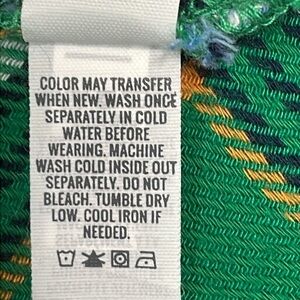 COLOR MAY TRANSFER
WHEN NEW. WASH ONCE
SEPARATELY IN COLD
WATER BEFORE
WEARING. MACHINE
WASH COLD INSIDE OUT
SEPARATELY. DO NOT
BLEACH. TUMBLE DRY
LOW. COOL IRON IF
NEEDED.